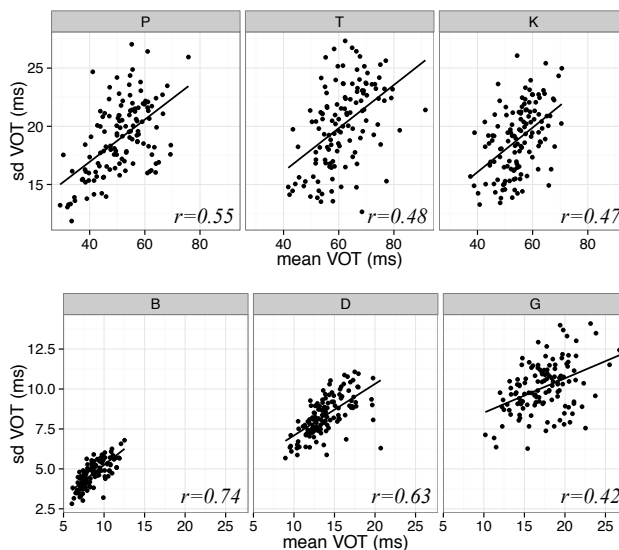 P T K
sd VOT (ms)
25
20
15
r=0.55 r=0.48 r=0.47
40 60 80 40 60 80 40 60 80
mean VOT (ms)
B D G
sd VOT (ms)
12.5
10.0
7.5
5.0
2.5
r=0.74 r=0.63 r=0.42
5 10 15 20 25 5 10 15 20 25 5 10 15 20 25
mean VOT (ms)